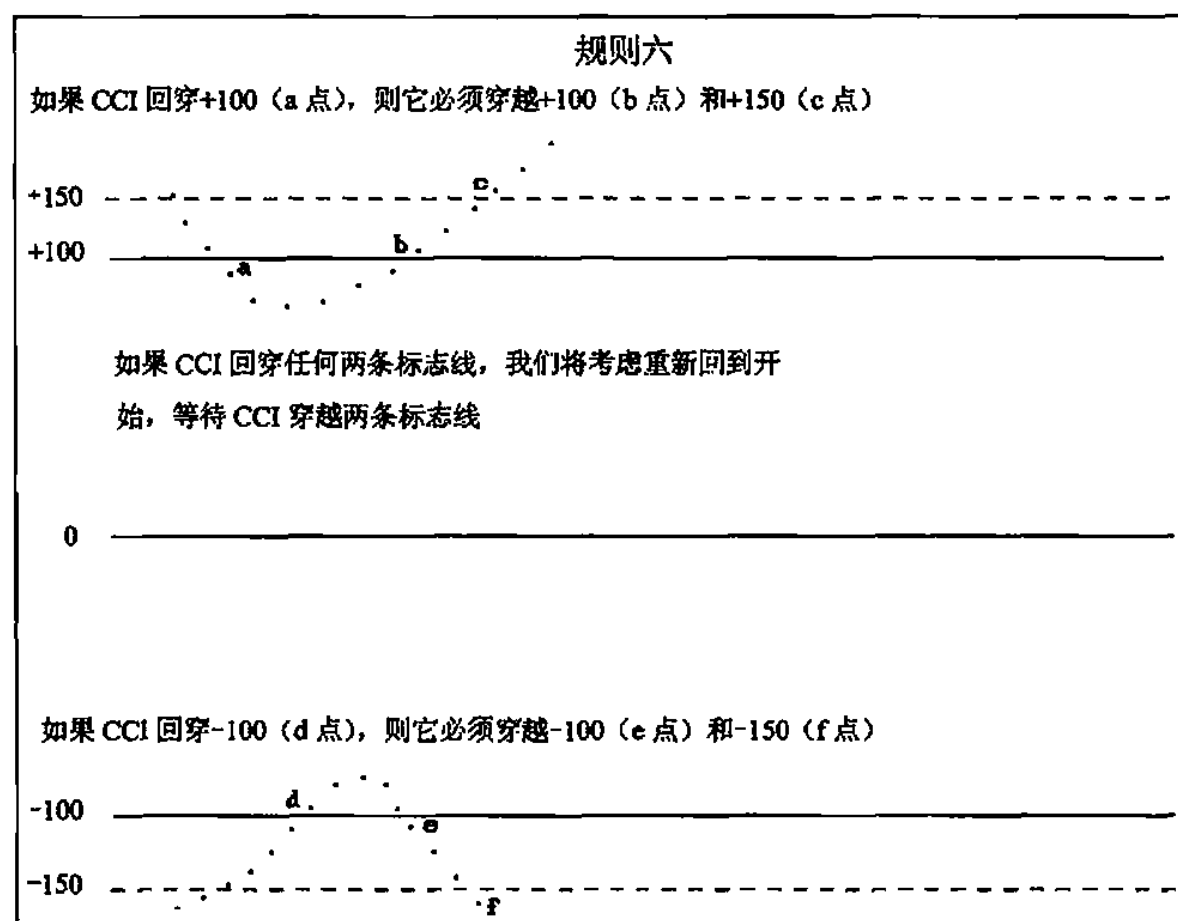 规则六
如果 CCI 回穿+100（a 点），则它必须穿越+100（b 点）和+150（c 点）
+150
c
+100
b
a
如果 CCI 回穿任何两条标志线，我们将考虑重新回到开
始，等待 CCI 穿越两条标志线
0
如果 CCI 回穿-100（d 点），则它必须穿越-100（e 点）和-150（f 点）
-100
d
e
-150
f